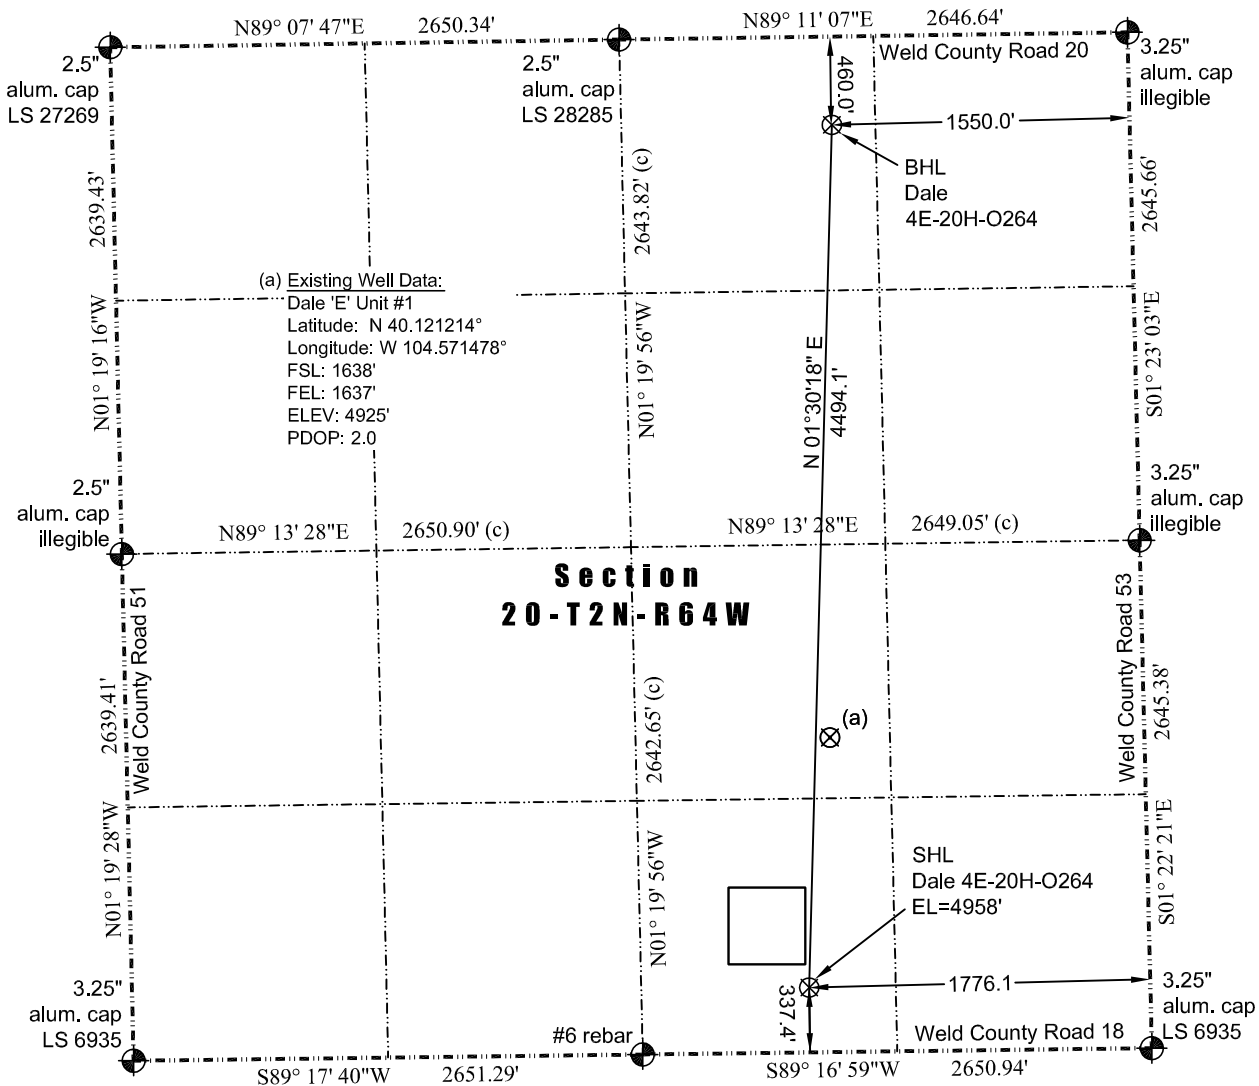 N89° 07' 47"E
2650.34'
N89° 11' 07"E
2646.64'
Weld County Road 20
2.5"
alum. cap
LS 27269
2.5"
alum. cap
LS 28285
3.25"
alum. cap
illegible
460.0'
1550.0'
BHL
Dale
4E-20H-O264
2639.43'
2643.82' (c)
2645.66'
(a) Existing Well Data:
Dale 'E' Unit #1
Latitude: N 40.121214°
Longitude: W 104.571478°
FSL: 1638'
FEL: 1637'
ELEV: 4925'
PDOP: 2.0
N01° 19' 16"W
N01° 19' 56"W
N 01°30'18" E
4494.1'
S01° 23' 03"E
2.5"
alum. cap
illegible
3.25"
alum. cap
illegible
N89° 13' 28"E
2650.90' (c)
N89° 13' 28"E
2649.05' (c)
Section
20-T2N-R64W
Weld County Road 51
Weld County Road 53
2639.41'
2642.65' (c)
2645.38'
(a)
N01° 19' 28"W
N01° 19' 56"W
S01° 22' 21"E
SHL
Dale 4E-20H-O264
EL=4958'
1776.1
337.4'
3.25"
alum. cap
LS 6935
#6 rebar
3.25"
alum. cap
LS 6935
Weld County Road 18
S89° 17' 40"W
2651.29'
S89° 16' 59"W
2650.94'